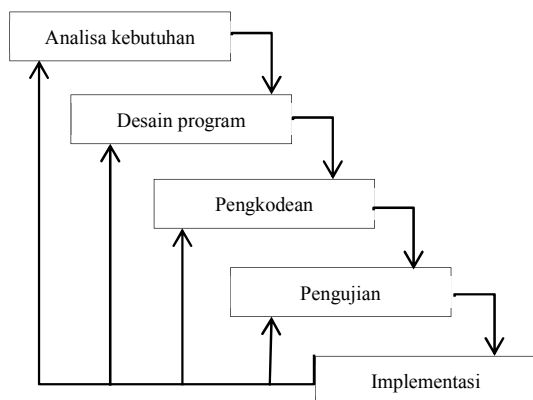 Analisa kebutuhan
Desain program
Pengkodean
Pengujian
Implementasi